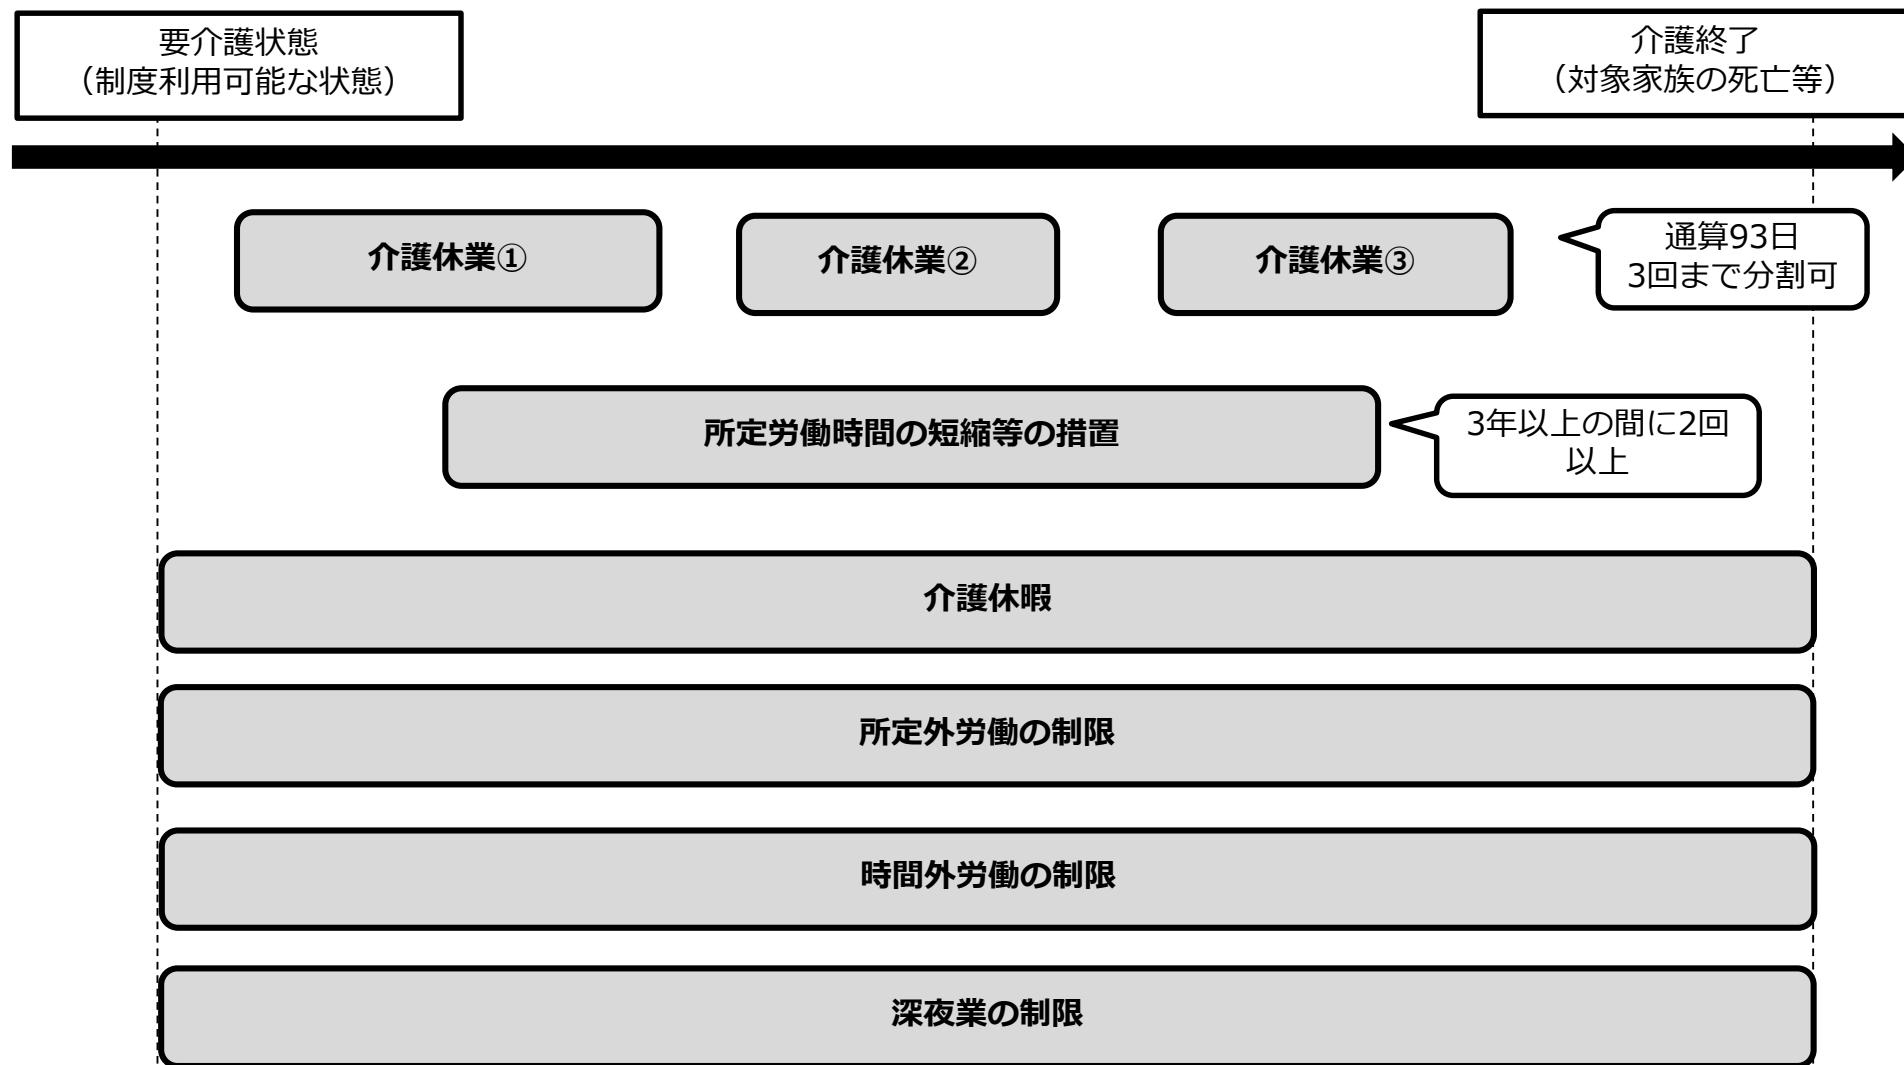 要介護状態
（制度利用可能な状態）
介護終了
（対象家族の死亡等）
介護休業①
介護休業②
介護休業③
通算93日
3回まで分割可
所定労働時間の短縮等の措置
3年以上の間に2回
以上
介護休暇
所定外労働の制限
時間外労働の制限
深夜業の制限